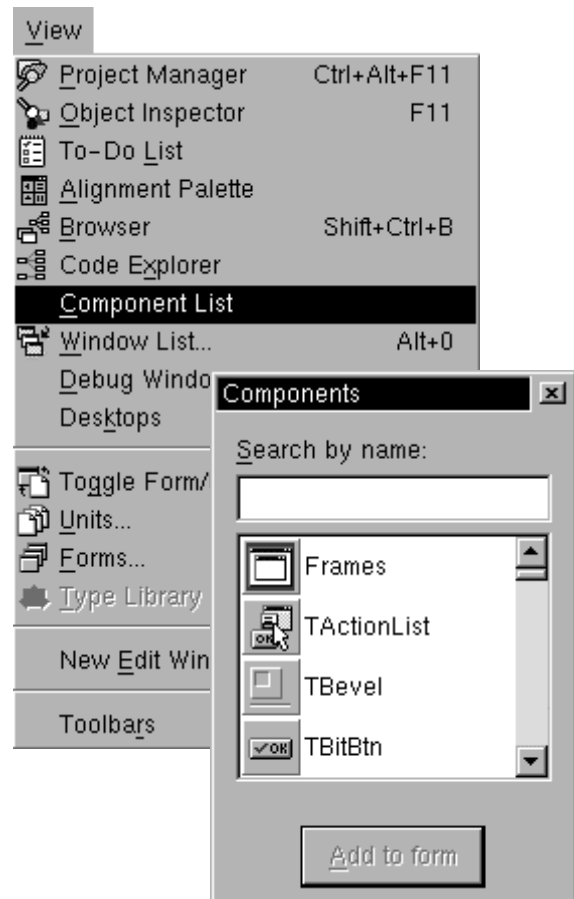 View
Project Manager Ctrl+Alt+F11
Object Inspector F11
To-Do List
Alignment Palette
Browser Shift+Ctrl+B
Code Explorer
Component List
Window List... Alt+0
Debug Windo
Desktops
Toggle Form/
Units...
Forms...
Type Library
New Edit Win
Toolbars
Components
Search by name:
Frames
TActionList
TBevel
OK TBitBtn
Add to form